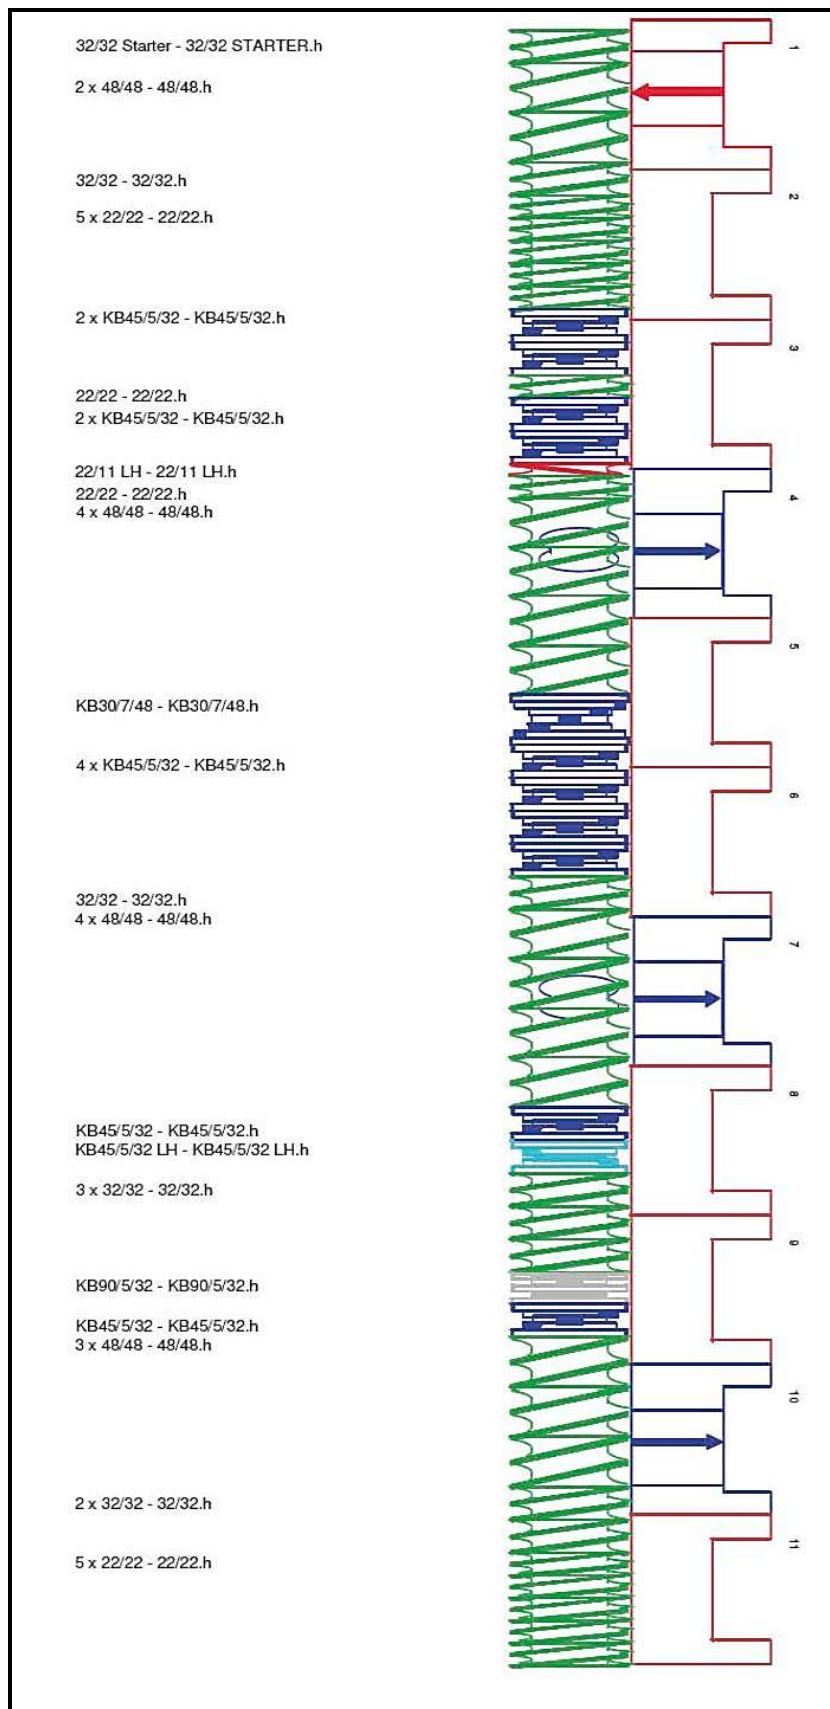 32/32 Starter - 32/32 STARTER.h
1
2 x 48/48 - 48/48.h
32/32 - 32/32.h
2
5 x 22/22 - 22/22.h
2 x KB45/5/32 - KB45/5/32.h
3
22/22 - 22/22.h
2 x KB45/5/32 - KB45/5/32.h
22/11 LH - 22/11 LH.h
22/22 - 22/22.h
4
4 x 48/48 - 48/48.h
5
KB30/7/48 - KB30/7/48.h
4 x KB45/5/32 - KB45/5/32.h
6
32/32 - 32/32.h
4 x 48/48 - 48/48.h
7
8
KB45/5/32 - KB45/5/32.h
KB45/5/32 LH - KB45/5/32 LH.h
3 x 32/32 - 32/32.h
9
KB90/5/32 - KB90/5/32.h
KB45/5/32 - KB45/5/32.h
3 x 48/48 - 48/48.h
10
2 x 32/32 - 32/32.h
11
5 x 22/22 - 22/22.h